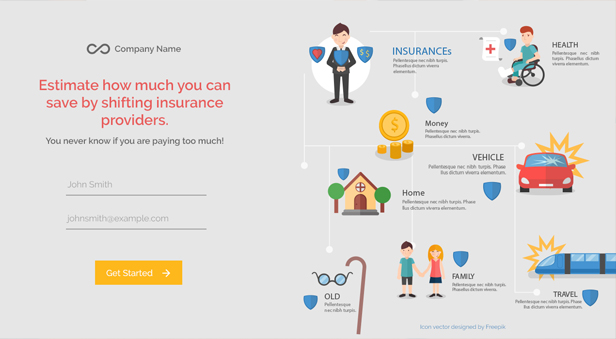 Company Name
Estimate how much you can
save by shifting insurance
providers.
You never know if you are paying too much!
John Smith
johnsmith@example.com
Get Started
INSURANCEs
Pellentesque nec nibh turpis.
Phasellus dictum viverra
elementum.
HEALTH
Pellentesque nec nibh turpis.
Phasellus dictum viverra
elementum.
Money
Pellentesque nec nibh turpis.
Phasellus dictum viverra
elementum.
VEHICLE
Pellentesque nec nibh turpis. Phase
llus dictum viverra elementum.
Home
Pellentesque nec nibh turpis. Phase
llus dictum viverra elementum.
OLD
Pellentesque nec
nibh turpis.
FAMILY
Pellentesque nec nibh turpis.
Phasellus dictum viverra.
TRAVEL
Pellentesque nec nibh turpis. Phase
llus dictum viverra elementum.
Icon vector designed by Freepik